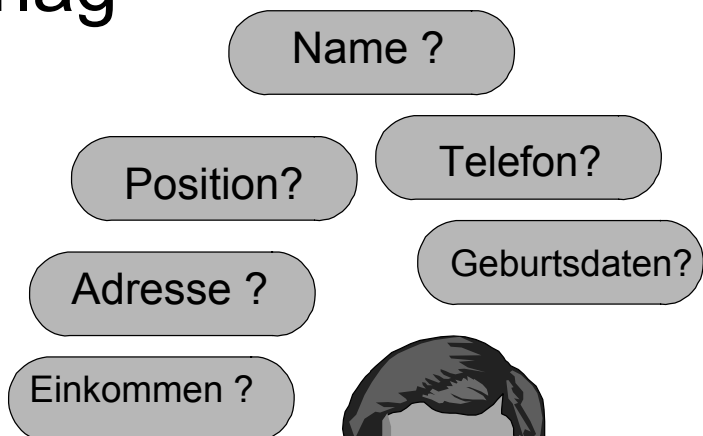 Name ?
Position?
Telefon?
Adresse ?
Geburtsdaten?
Einkommen ?